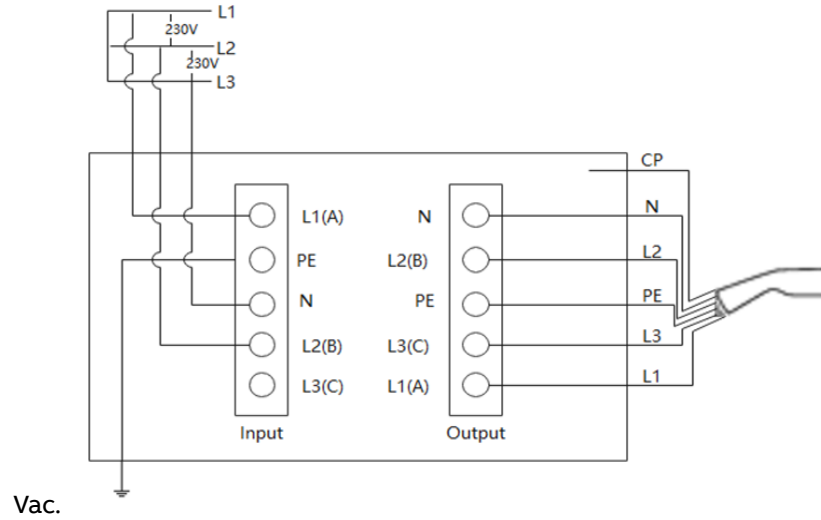 L1
230V
L2
230V
L3
CP
L1(A) N N
PE L2(B) L2
N PE PE
L2(B) L3(C) L3
L3(C) L1(A) L1
Input Output
Vac.